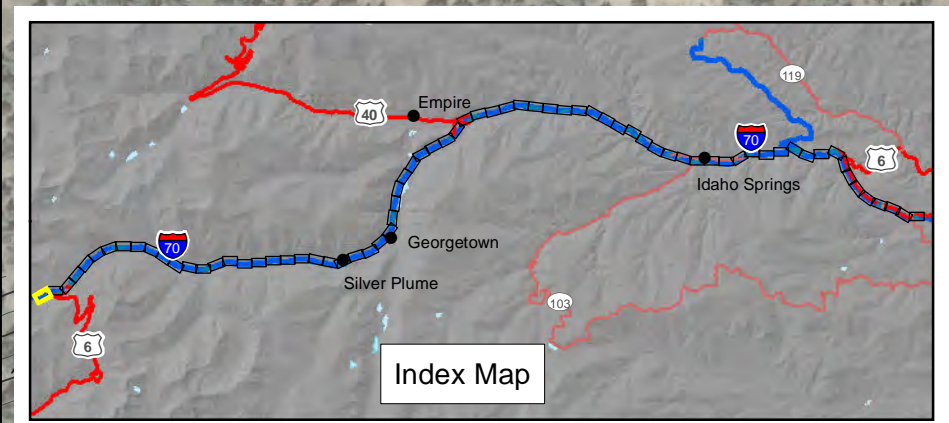 119
Empire
40
70
6
Idaho Springs
Georgetown
70
Silver Plume
103
6
Index Map